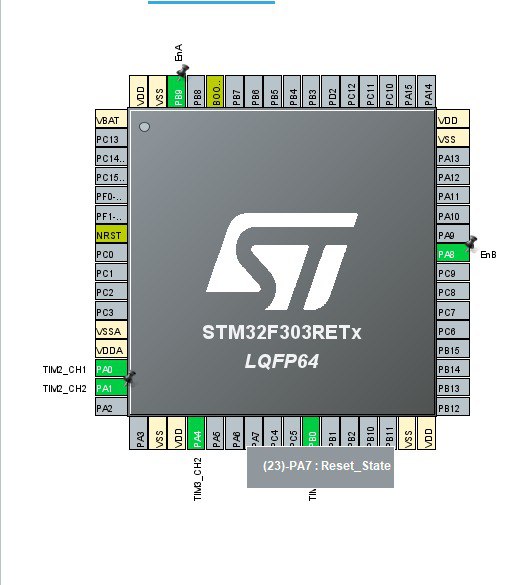 EnA
VDD
VSS
PB9
PB8
BOO..
PB7
PB6
PB5
PB4
PB3
PD2
PC12
PC11
PC10
PA15
PA14
VBAT
PC13
PC14..
PC15..
PF0-..
PF1-..
NRST
PC0
PC1
PC2
PC3
VSSA
VDDA
TIM2_CH1 PA0
TIM2_CH2 PA1
PA2
VDD
VSS
PA13
PA12
PA11
PA10
PA9
PA8 EnB
PC9
PC8
PC7
PC6
PB15
PB14
PB13
PB12
ST
STM32F303RETx
LQFP64
PA3
VSS
VDD
PA4
PA5
PA6
PA7
PC4
PC5
PB0
PB1
PB2
PB10
PB11
VSS
VDD
(23)-PA7 : Reset_State
TIM3_CH2